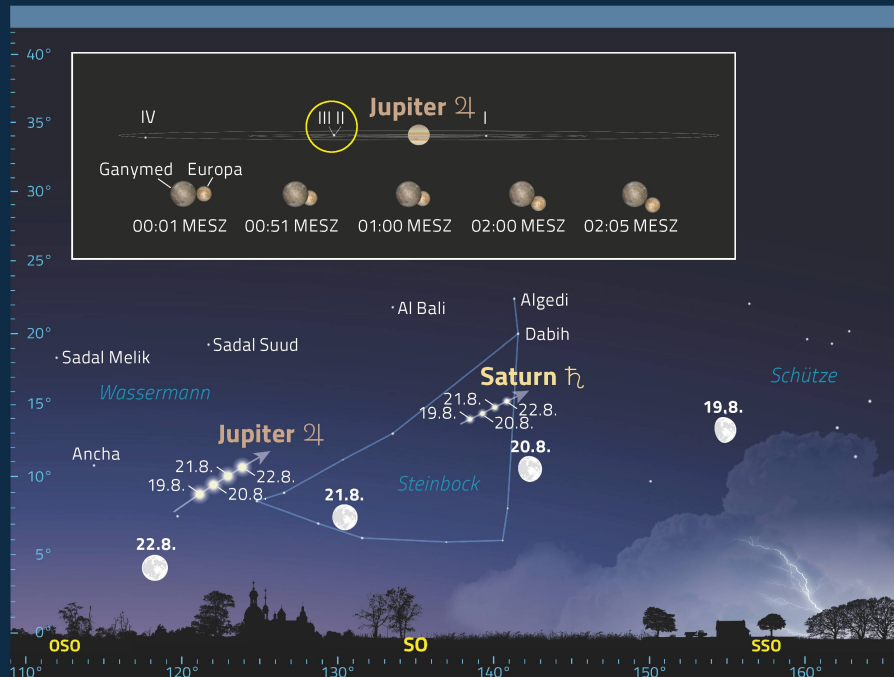 40°
35°
30°
25°
20°
15°
10°
5°
0°
Jupiter ♃
IV
III II
I
Ganymed Europa
00:01 MESZ 00:51 MESZ 01:00 MESZ 02:00 MESZ 02:05 MESZ
Algedi
Al Bali
Dabih
Sadal Suud
Sadal Melik
Saturn ♄
Schütze
Wassermann
21.8.
22.8.
19.8.
20.8.
19.8.
Jupiter ♃
20.8.
Ancha
21.8.
22.8.
19.8.
20.8.
Steinbock
21.8.
22.8.
OSO SO SSO
110° 120° 130° 140° 150° 160°